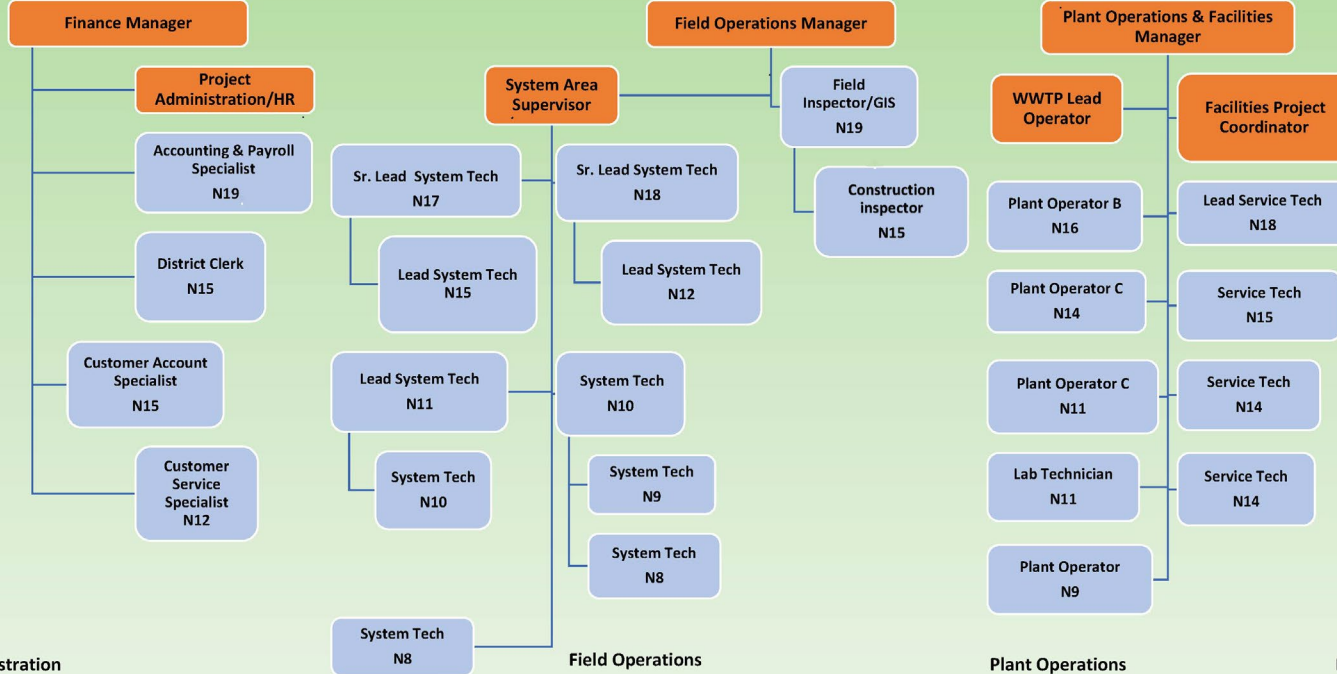 Finance Manager
Project
Administration/HR
Accounting & Payroll
Specialist
N19
District Clerk
N15
Customer Account
Specialist
N15
Customer
Service
Specialist
N12
stration
Field Operations Manager
System Area
Supervisor
Field
Inspector/GIS
N19
Construction
inspector
N15
Sr. Lead System Tech
N17
Lead System Tech
N15
Sr. Lead System Tech
N18
Lead System Tech
N12
Lead System Tech
N11
System Tech
N10
System Tech
N10
System Tech
N9
System Tech
N8
System Tech
N8
Field Operations
Plant Operations & Facilities
Manager
WWTP Lead
Operator
Facilities Project
Coordinator
Plant Operator B
N16
Lead Service Tech
N18
Plant Operator C
N14
Service Tech
N15
Plant Operator C
N11
Service Tech
N14
Lab Technician
N11
Service Tech
N14
Plant Operator
N9
Plant Operations